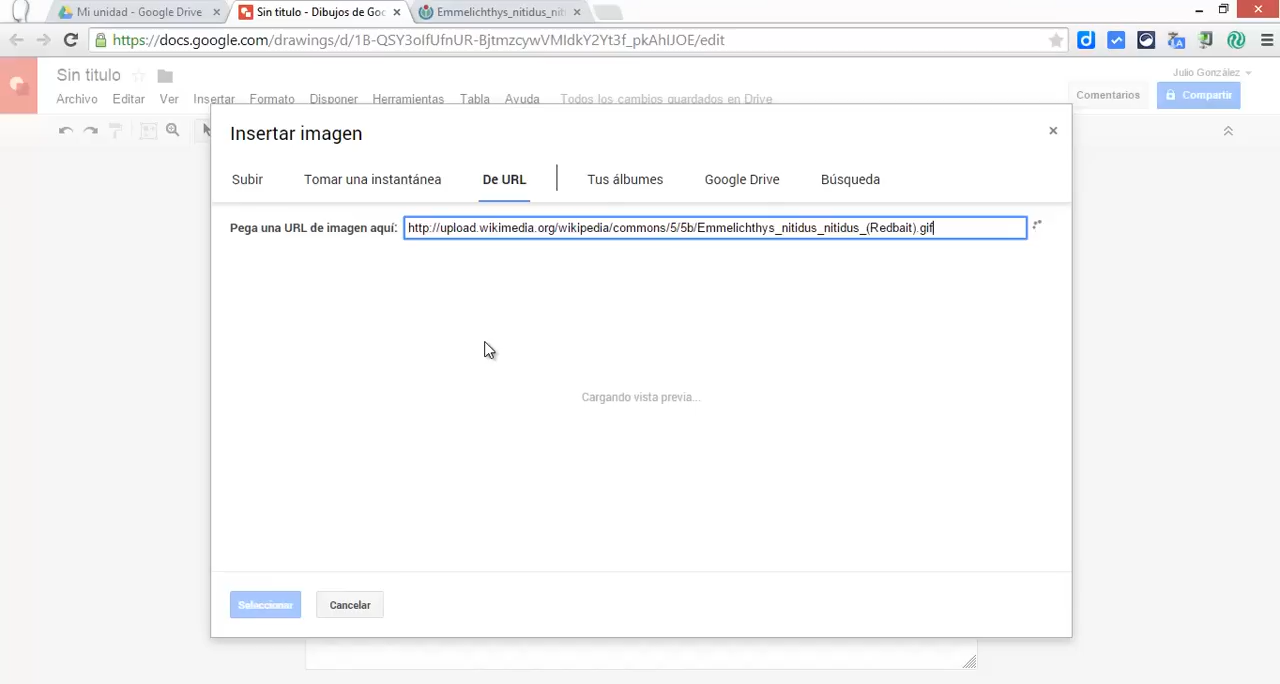 Mi unidad - Google Drive
Sin titulo - Dibujos de Goo
Emmelichthys_nitidus_nit
https://docs.google.com/drawings/d/1B-QSY3oIfUfnUR-BjtmzcywVMIdkY2Yt3f_pkAhIJOE/edit
Sin titulo
Julio González
Archivo Editar Ver Insertar Formato Disponer Herramientas Tabla Ayuda Todos los cambios guardados en Drive
Comentarios
Compartir
Insertar imagen
Subir Tomar una instantánea De URL Tus álbumes Google Drive Búsqueda
Pega una URL de imagen aquí: http://upload.wikimedia.org/wikipedia/commons/5/5b/Emmelichthys_nitidus_nitidus_(Redbait).gif
Cargando vista previa...
Seleccionar Cancelar